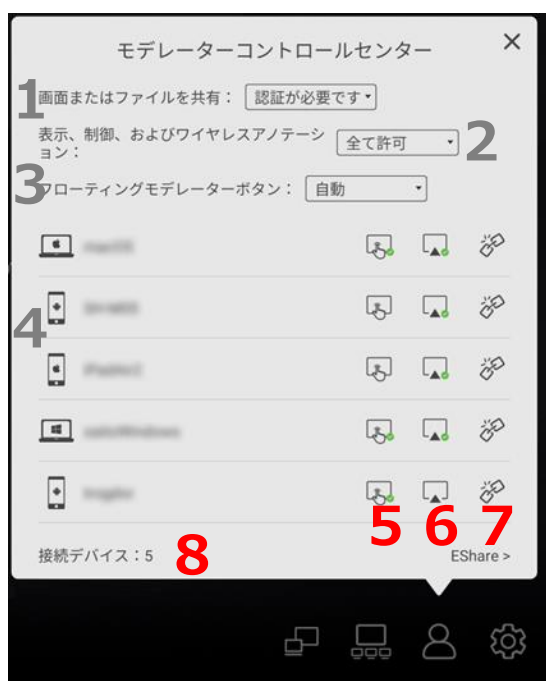 モデレーターコントロールセンター
1 画面またはファイルを共有： 認証が必要です
表示、制御、およびワイヤレスアノテーション： 全て許可 2
3 フローティングモデレーターボタン： 自動
4
5 6 7
接続デバイス：5 8 EShare >